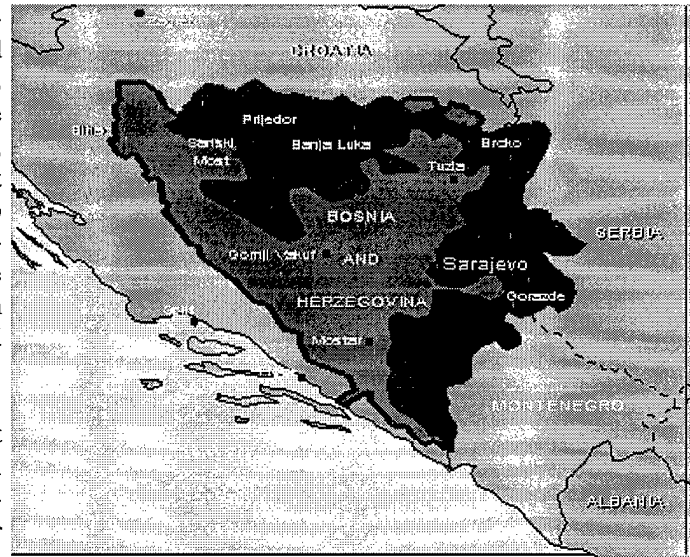 CROATIA
Prijedor
Sanski
Most
Banja Luka
Brcko
Bihac
Tuzla
BOSNIA
SERBIA
Gornji Vakuf
AND
Sarajevo
HERZEGOVINA
Gorazde
Mostar
MONTENEGRO
ALBANIA